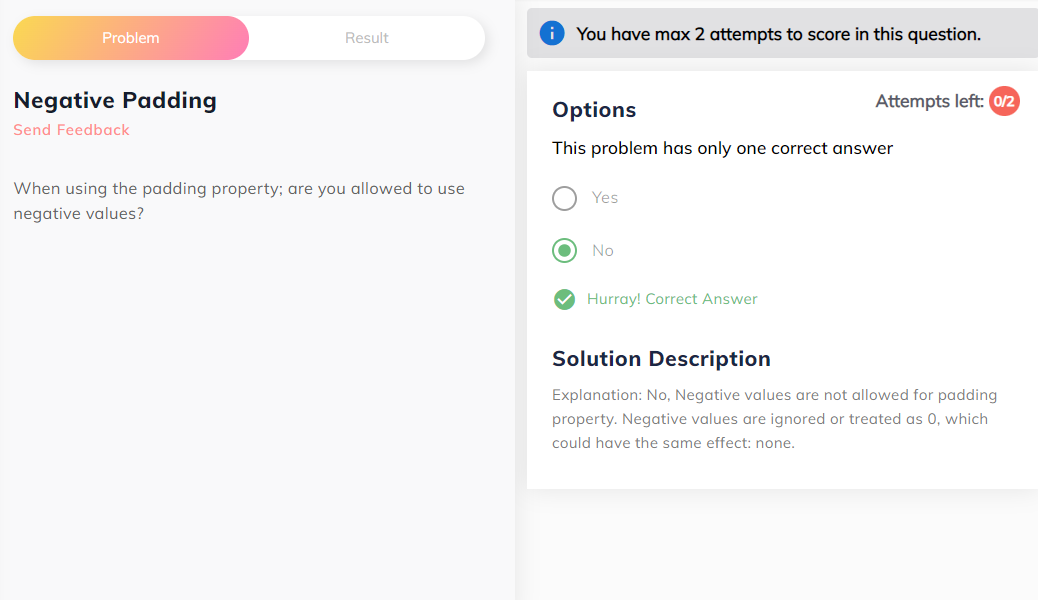 Problem
Result
Negative Padding
Send Feedback
When using the padding property; are you allowed to use
negative values?
You have max 2 attempts to score in this question.
Options
Attempts left: 0/2
This problem has only one correct answer
Yes
No
Hurray! Correct Answer
Solution Description
Explanation: No, Negative values are not allowed for padding
property. Negative values are ignored or treated as 0, which
could have the same effect: none.